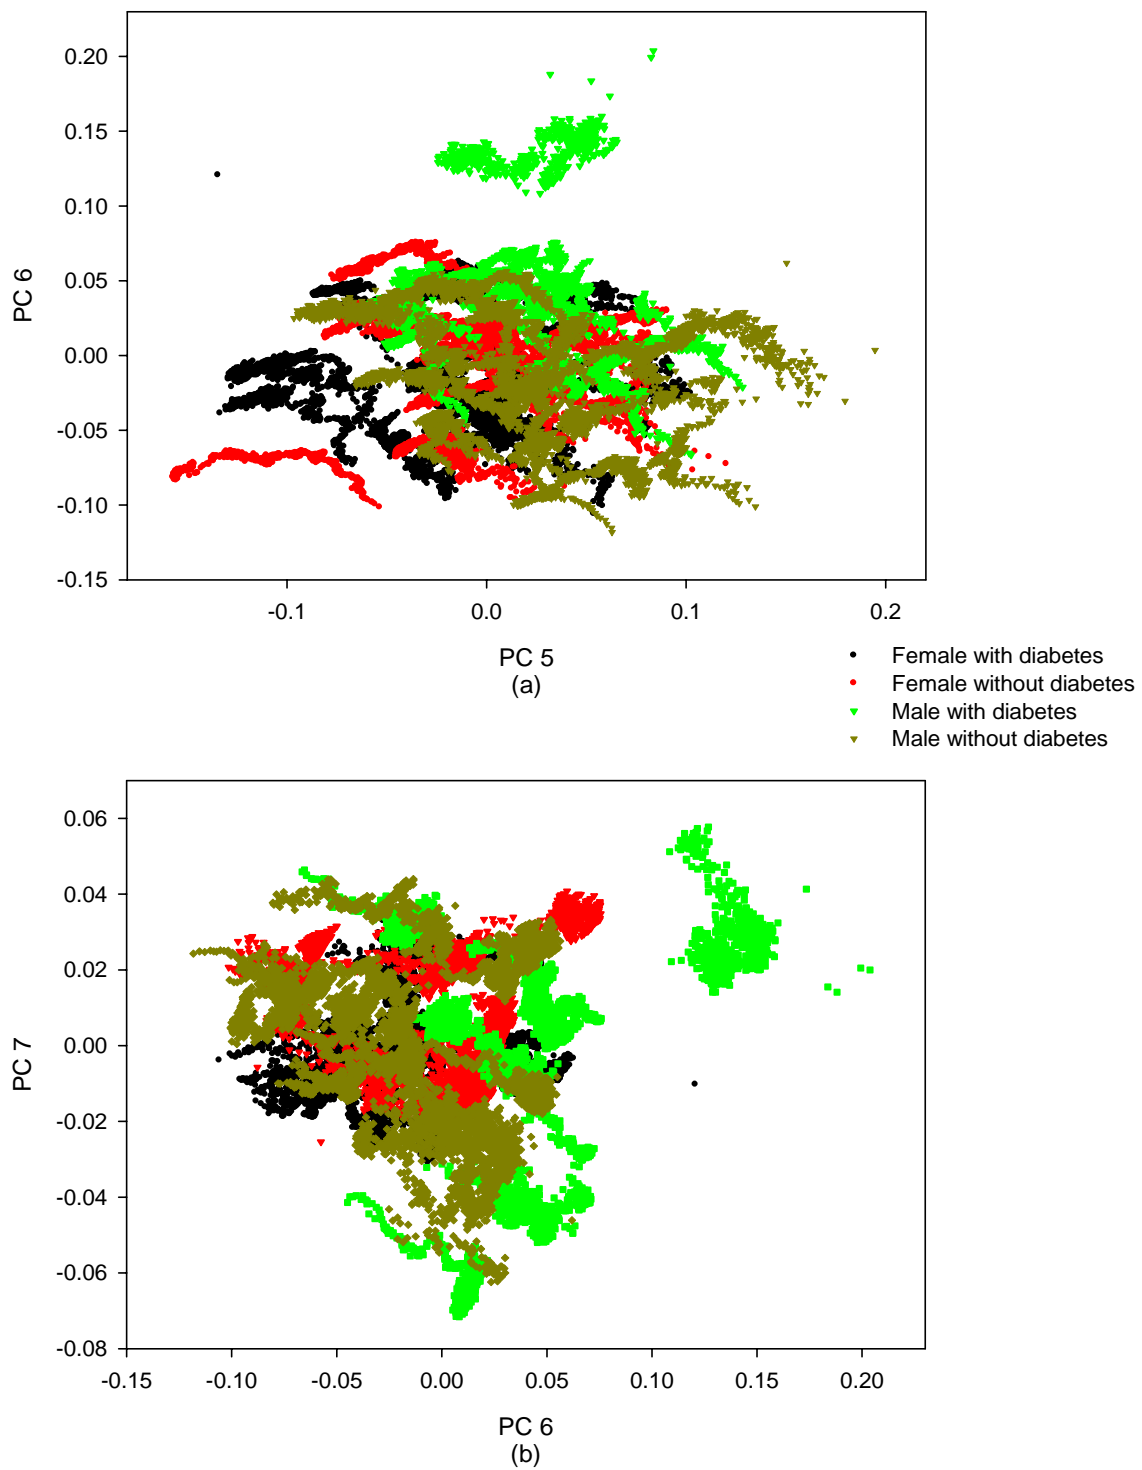 0.20
0.15
0.10
0.05
0.00
-0.05
-0.10
-0.15
PC 6
-0.1 0.0 0.1 0.2
PC 5
(a)
Female with diabetes
Female without diabetes
Male with diabetes
Male without diabetes
0.06
0.04
0.02
0.00
-0.02
-0.04
-0.06
-0.08
PC 7
-0.15 -0.10 -0.05 0.00 0.05 0.10 0.15 0.20
PC 6
(b)